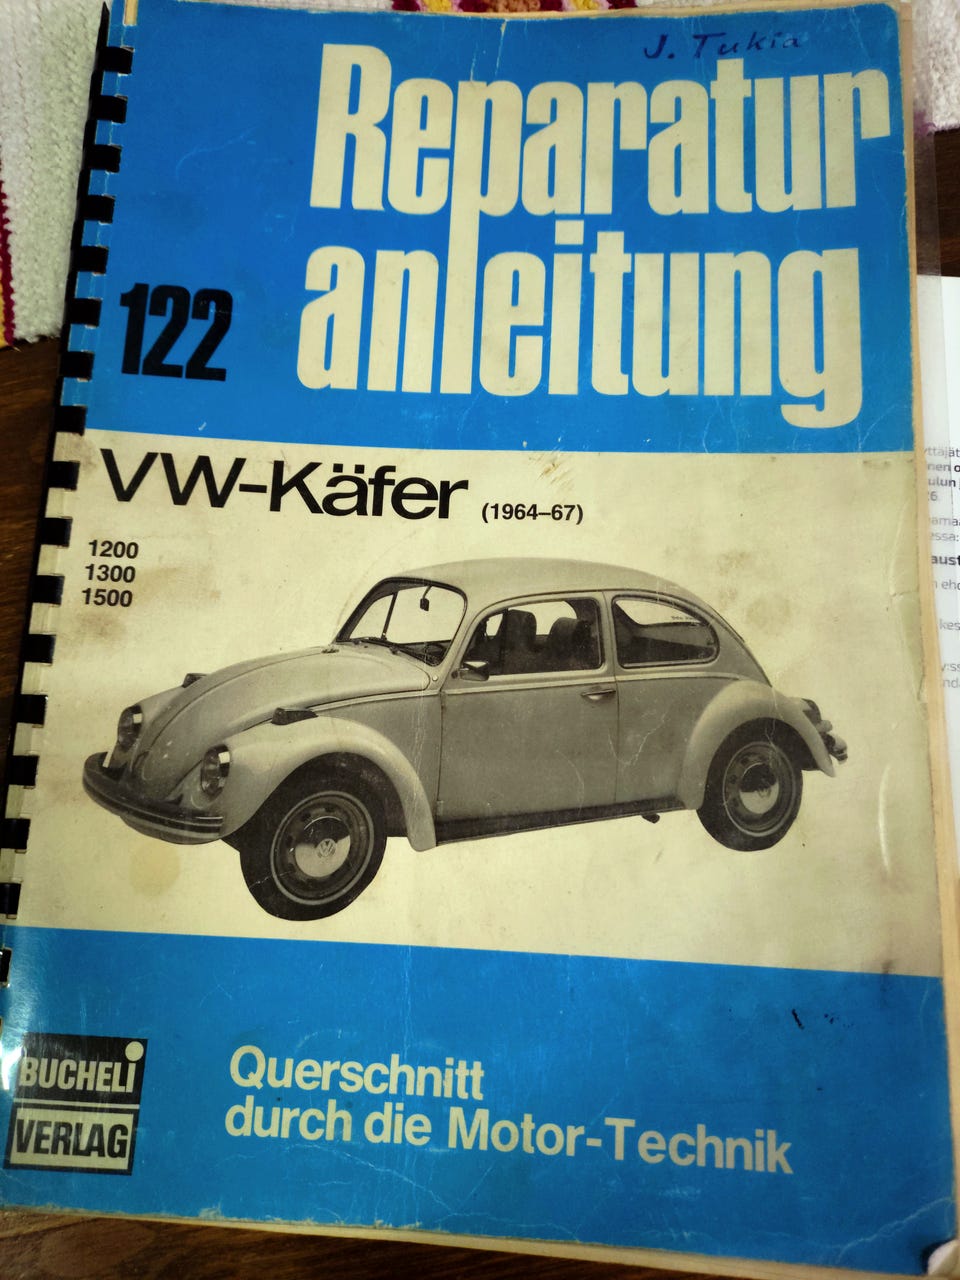 J. Tukia
Reparatur
anleitung
122
VW-Käfer (1964–67)
1200
1300
1500
BUCHELI
VERLAG
Querschnitt
durch die Motor-Technik